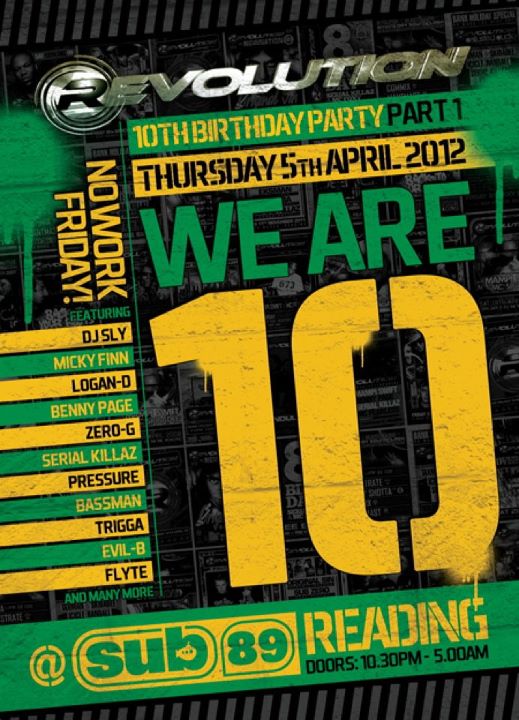 REVOLUTION
10TH BIRTHDAY PARTY PART 1
THURSDAY 5TH APRIL 2012
NO WORK
FRIDAY!
WE ARE
10
FEATURING
DJ SLY
MICKY FINN
LOGAN-D
BENNY PAGE
ZERO-G
SERIAL KILLAZ
PRESSURE
BASSMAN
TRIGGA
EVIL-B
FLYTE
AND MANY MORE
@ sub 89 READING
DOORS: 10.30PM - 5.00AM